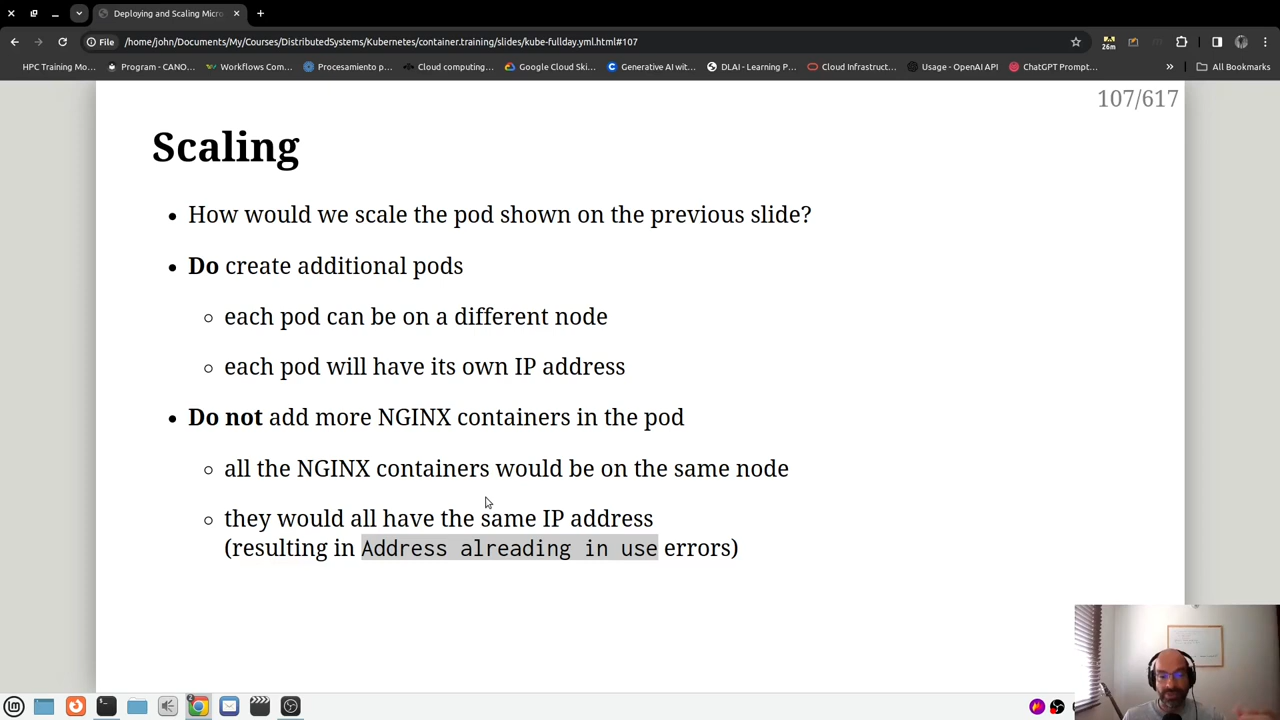 Deploying and Scaling Micro
File /home/john/Documents/My/Courses/DistributedSystems/Kubernetes/container.training/slides/kube-fullday.yml.html#107
26m
HPC Training Mo... Program - CANO... Workflows Com... Procesamiento p... Cloud computing... Google Cloud Ski... Generative AI wit... DLAI - Learning P... Cloud Infrastruct... Usage - OpenAI API ChatGPT Prompt... » All Bookmarks
107/617
Scaling
• How would we scale the pod shown on the previous slide?
• Do create additional pods
○ each pod can be on a different node
○ each pod will have its own IP address
• Do not add more NGINX containers in the pod
○ all the NGINX containers would be on the same node
○ they would all have the same IP address
(resulting in Address alreading in use errors)